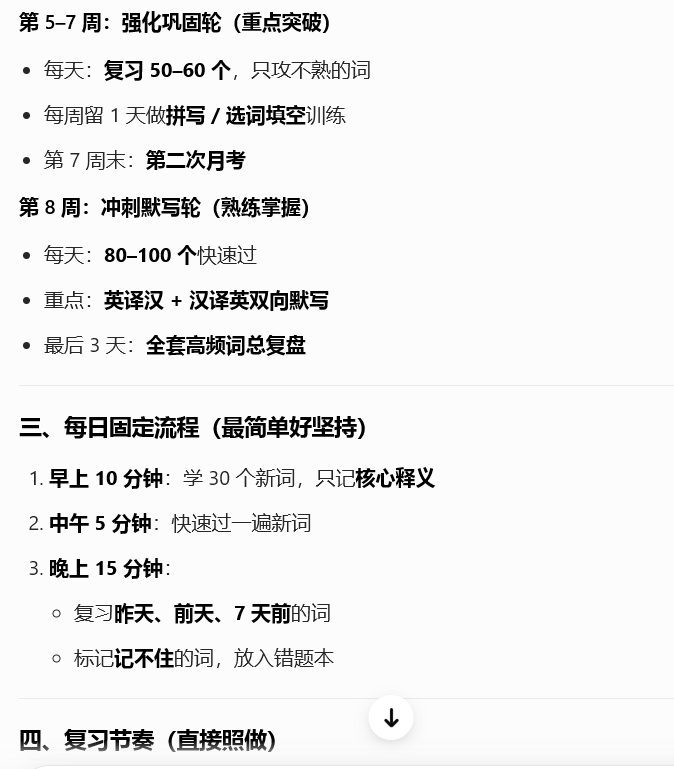 第 5–7 周：强化巩固轮（重点突破）
• 每天：复习 50–60 个，只攻不熟的词
• 每周留 1 天做拼写 / 选词填空训练
• 第 7 周末：第二次月考
第 8 周：冲刺默写轮（熟练掌握）
• 每天：80–100 个快速过
• 重点：英译汉 + 汉译英双向默写
• 最后 3 天：全套高频词总复盘
三、每日固定流程（最简单好坚持）
1. 早上 10 分钟：学 30 个新词，只记核心释义
2. 中午 5 分钟：快速过一遍新词
3. 晚上 15 分钟：
◦ 复习昨天、前天、7 天前的词
◦ 标记记不住的词，放入错题本
四、复习节奏（直接照做）